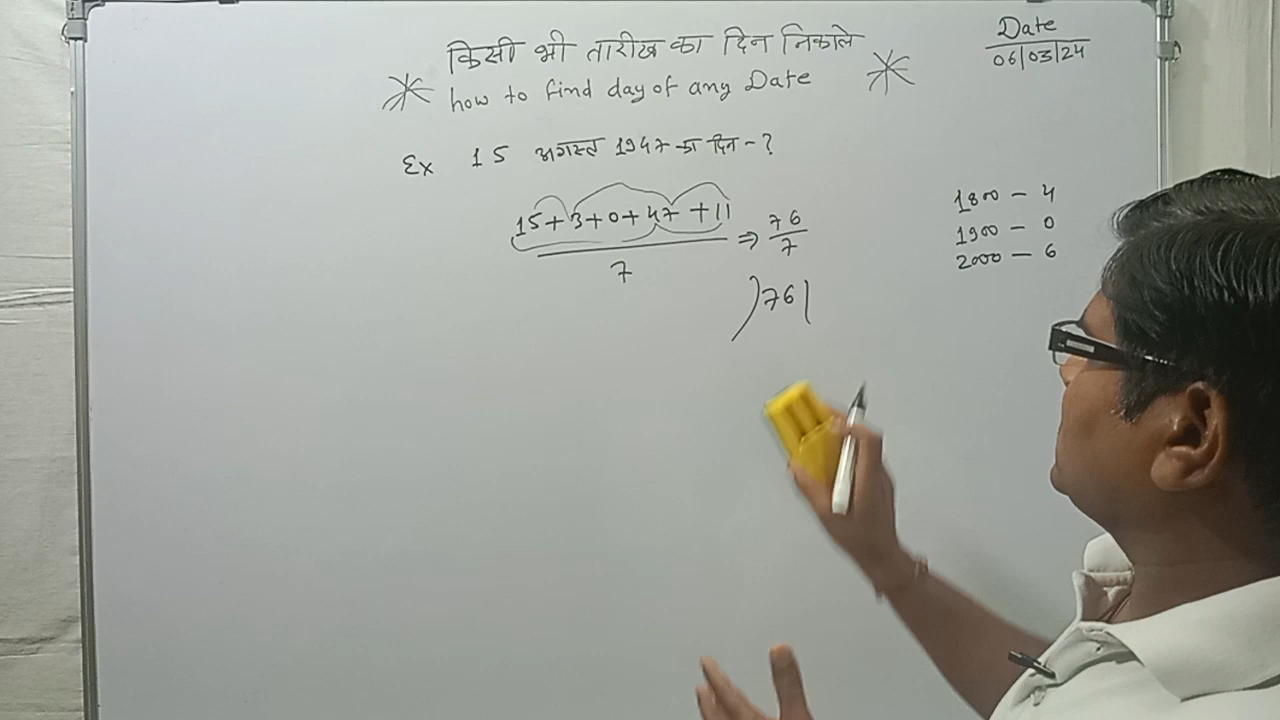 किसी भी तारीख का दिन निकाले
how to find day of any Date
Date
06/03/24
Ex 15 अगस्त 1947 का दिन - ?
15+3+0+47+11
7
⇒ 76
7
)76(
1800 - 4
1900 - 0
2000 - 6